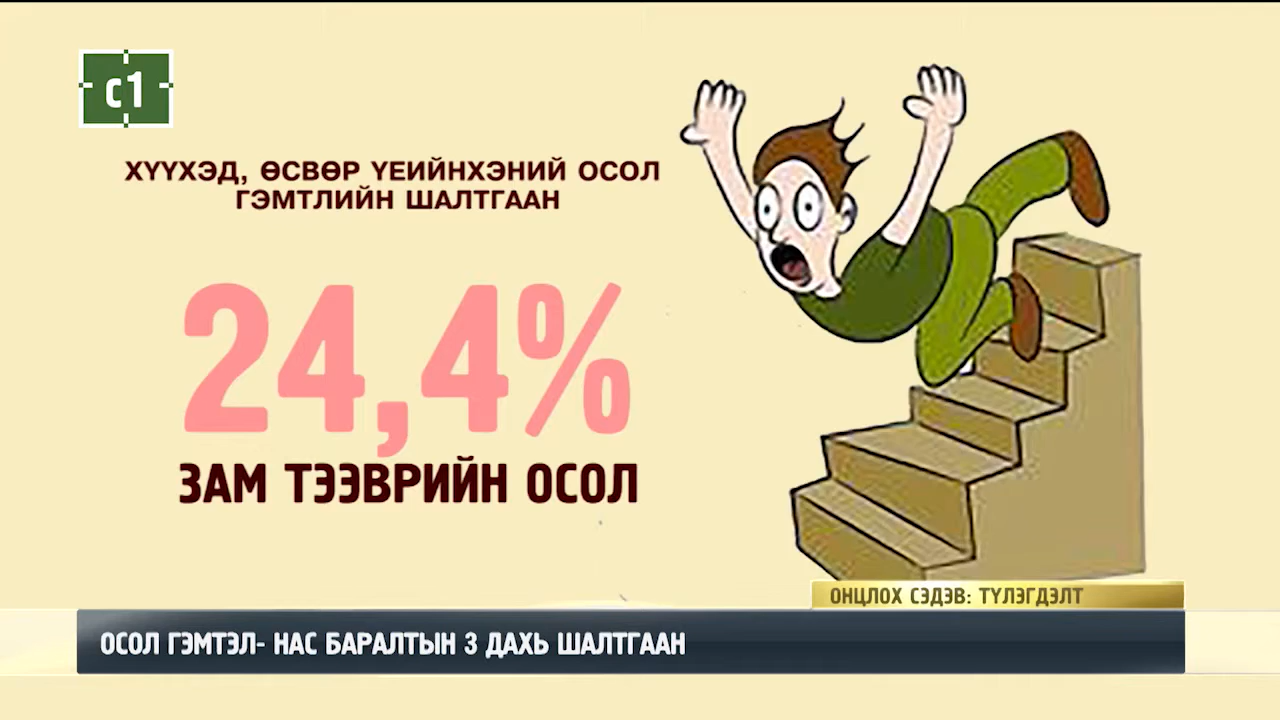 c1
ХҮҮХЭД, ӨСВӨР ҮЕИЙНХЭНИЙ ОСОЛ
ГЭМТЛИЙН ШАЛТГААН
24,4%
ЗАМ ТЭЭВРИЙН ОСОЛ
ОНЦЛОХ СЭДЭВ: ТҮЛЭГДЭЛТ
ОСОЛ ГЭМТЭЛ- НАС БАРАЛТЫН 3 ДАХЬ ШАЛТГААН